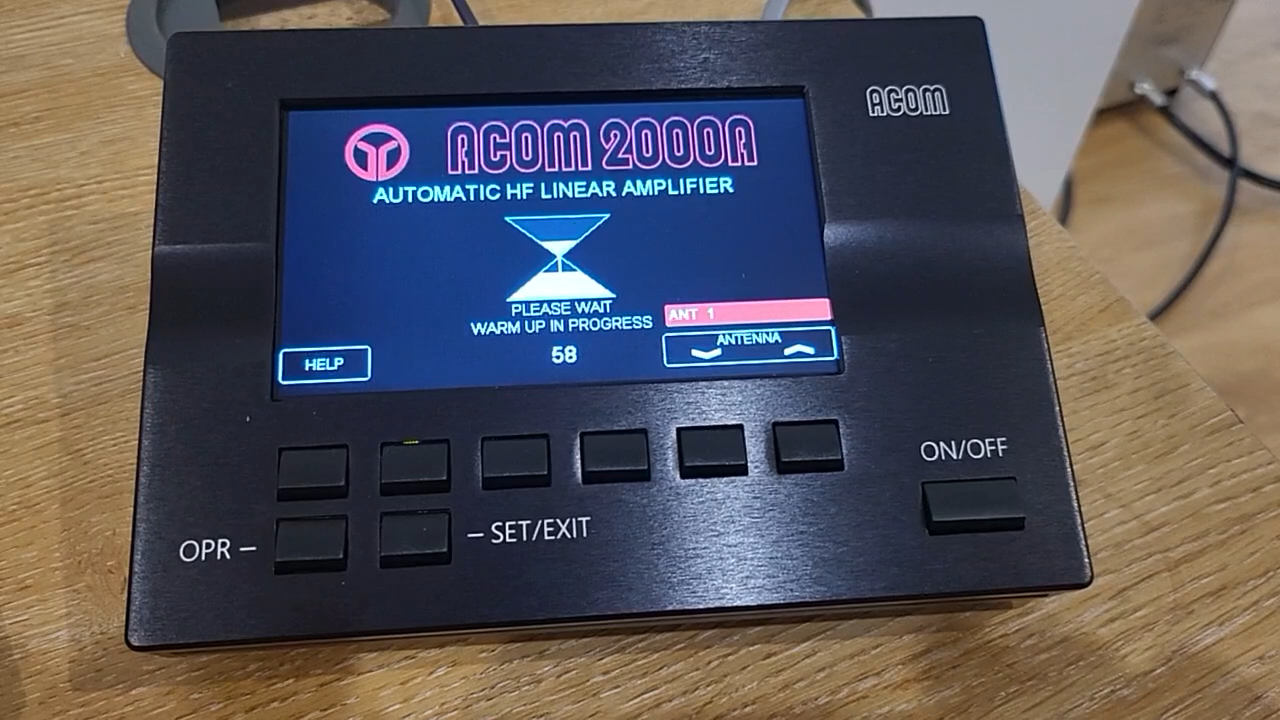 ACOM
ACOM 2000A
AUTOMATIC HF LINEAR AMPLIFIER
PLEASE WAIT
WARM UP IN PROGRESS
58
ANT 1
ANTENNA
HELP
ON/OFF
OPR –
– SET/EXIT